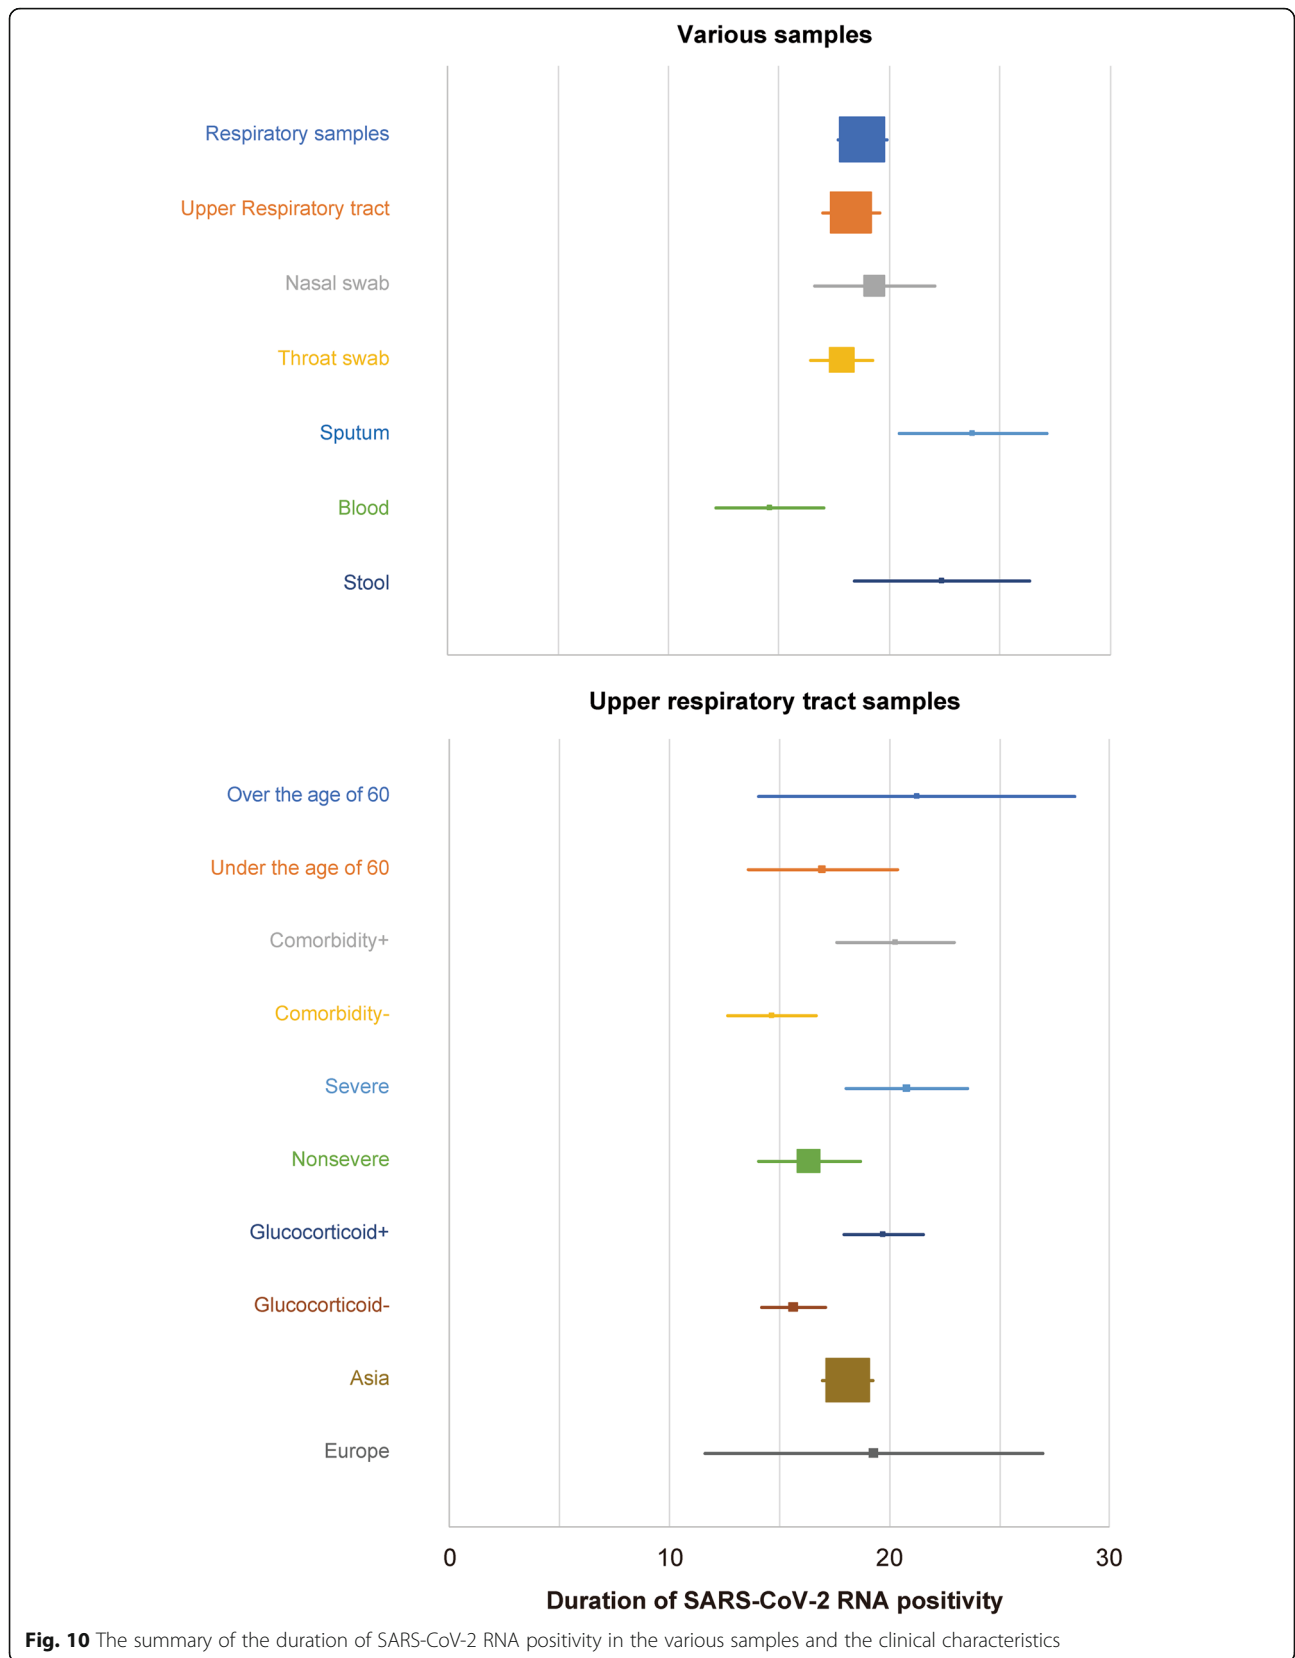 Various samples
Respiratory samples
Upper Respiratory tract
Nasal swab
Throat swab
Sputum
Blood
Stool
Upper respiratory tract samples
Over the age of 60
Under the age of 60
Comorbidity+
Comorbidity-
Severe
Nonsevere
Glucocorticoid+
Glucocorticoid-
Asia
Europe
0 10 20 30
Duration of SARS-CoV-2 RNA positivity
Fig. 10 The summary of the duration of SARS-CoV-2 RNA positivity in the various samples and the clinical characteristics